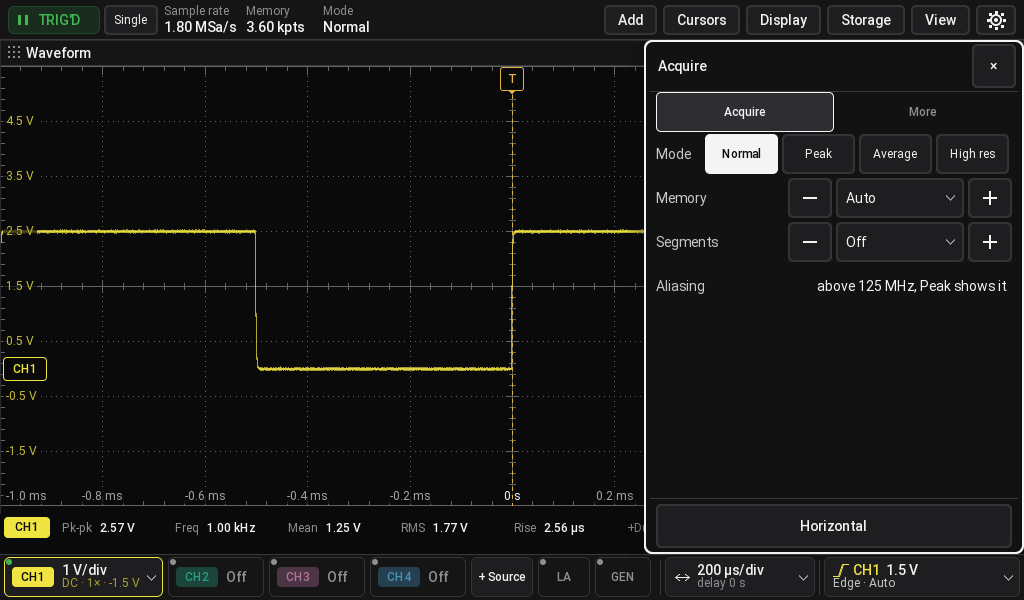 TRIG'D
Single
Sample rate
1.80 MSa/s
Memory
3.60 kpts
Mode
Normal
Add
Cursors
Display
Storage
View
Waveform
T
4.5 V
3.5 V
2.5 V
1.5 V
0.5 V
CH1
-0.5 V
-1.5 V
-1.0 ms
-0.8 ms
-0.6 ms
-0.4 ms
-0.2 ms
0 s
0.2 ms
Acquire
×
Acquire
More
Mode
Normal
Peak
Average
High res
Memory
Auto
Segments
Off
Aliasing
above 125 MHz, Peak shows it
Horizontal
CH1
Pk-pk 2.57 V
Freq 1.00 kHz
Mean 1.25 V
RMS 1.77 V
Rise 2.56 µs
CH1
1 V/div
DC · 1× · -1.5 V
CH2 Off
CH3 Off
CH4 Off
+ Source
LA
GEN
200 µs/div
delay 0 s
CH1 1.5 V
Edge · Auto